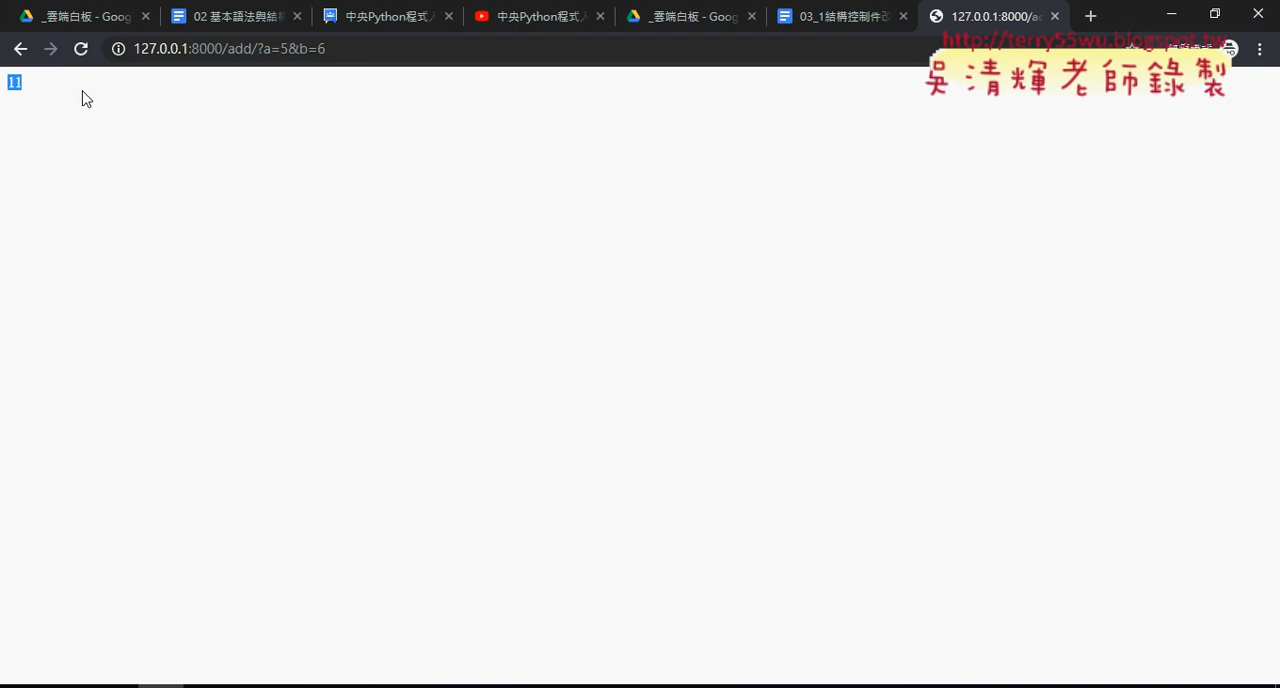 _雲端白板 - Goog
02 基本語法與結
中央Python程式
中央Python程式
_雲端白板 - Goog
03_1結構控制件改
127.0.0.1:8000/ad
127.0.0.1:8000/add/?a=5&b=6
http://terry55wu.blogspot.tw
吳清輝老師錄製
11